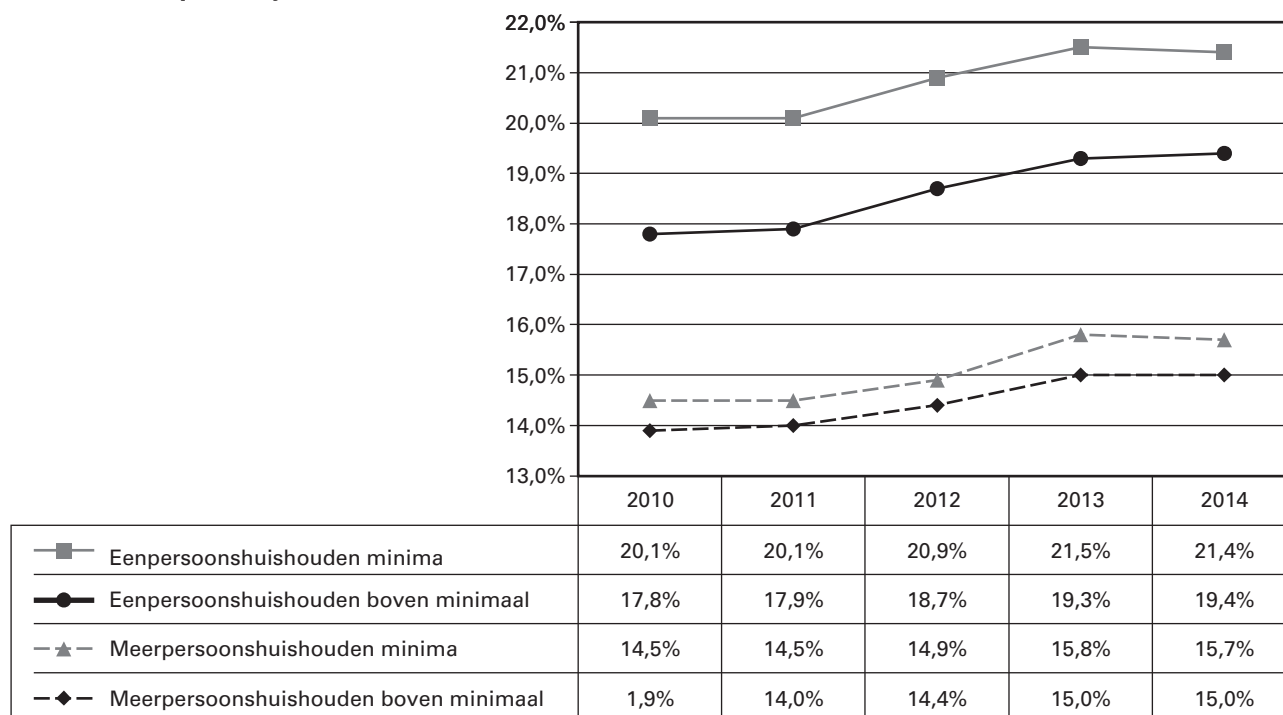 22,0%
21,0%
20,0%
19,0%
18,0%
17,0%
16,0%
15,0%
14,0%
13,0%
2010 2011 2012 2013 2014
Eenpersoonshuishouden minima 20,1% 20,1% 20,9% 21,5% 21,4%
Eenpersoonshuishouden boven minimaal 17,8% 17,9% 18,7% 19,3% 19,4%
Meerpersoonshuishouden minima 14,5% 14,5% 14,9% 15,8% 15,7%
Meerpersoonshuishouden boven minimaal 1,9% 14,0% 14,4% 15,0% 15,0%